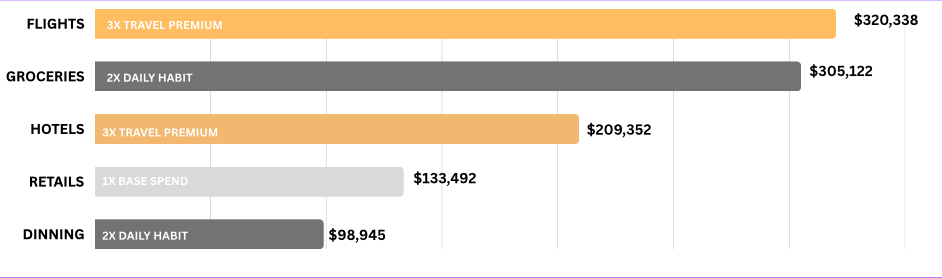 FLIGHTS 3X TRAVEL PREMIUM $320,338
GROCERIES 2X DAILY HABIT $305,122
HOTELS 3X TRAVEL PREMIUM $209,352
RETAILS 1X BASE SPEND $133,492
DINNING 2X DAILY HABIT $98,945